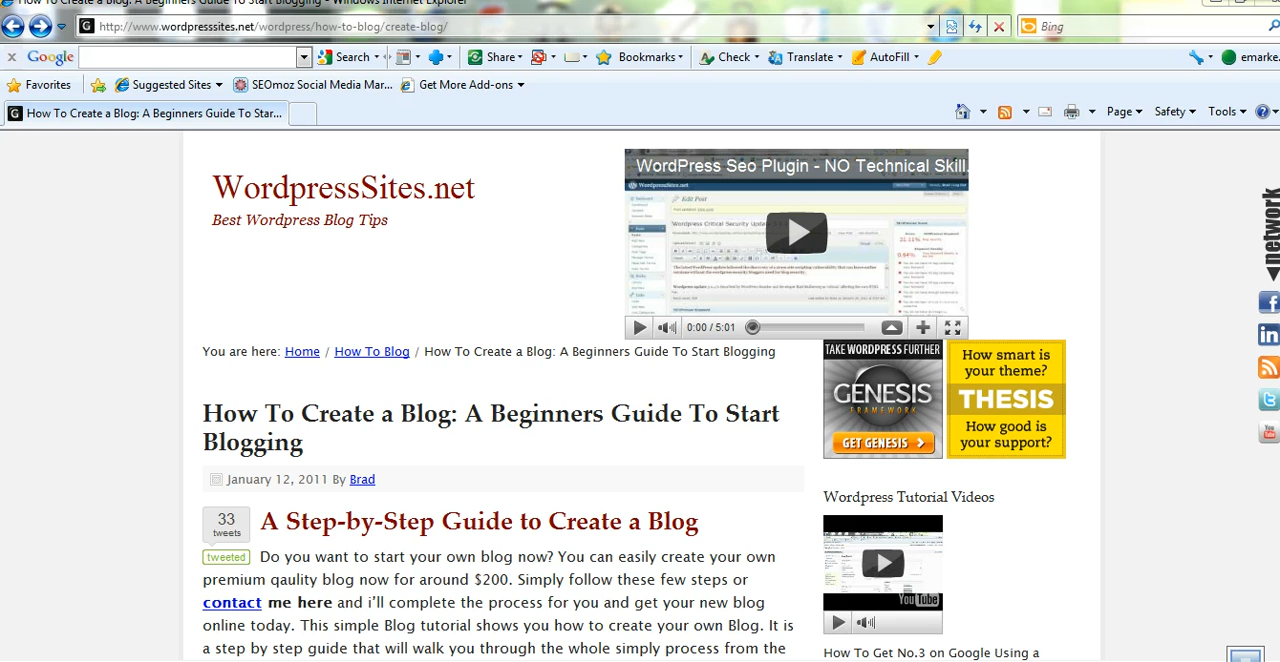 How To Create a Blog: A Beginners Guide To Start Blogging - Windows Internet Explorer
http://www.wordpresssites.net/wordpress/how-to-blog/create-blog/
Bing
Google
Search
Share
Bookmarks
Check
Translate
AutoFill
emarke
Favorites
Suggested Sites
SEOmoz Social Media Mar...
Get More Add-ons
How To Create a Blog: A Beginners Guide To Star...
Page
Safety
Tools
WordpressSites.net
Best Wordpress Blog Tips
WordPress Seo Plugin - NO Technical Skill.
WordpressSites.net
Edit Post
0:00 / 5:01
network
You are here: Home / How To Blog / How To Create a Blog: A Beginners Guide To Start Blogging
TAKE WORDPRESS FURTHER
GENESIS
FRAMEWORK
GET GENESIS
How smart is
your theme?
THESIS
How good is
your support?
How To Create a Blog: A Beginners Guide To Start
Blogging
January 12, 2011 By Brad
33
tweets
tweeted
A Step-by-Step Guide to Create a Blog
Do you want to start your own blog now? You can easily create your own
premium qaulity blog now for around $200. Simply follow these few steps or
contact me here and i'll complete the process for you and get your new blog
online today. This simple Blog tutorial shows you how to create your own Blog. It is
a step by step guide that will walk you through the whole simply process from the
Wordpress Tutorial Videos
YouTube
How To Get No.3 on Google Using a